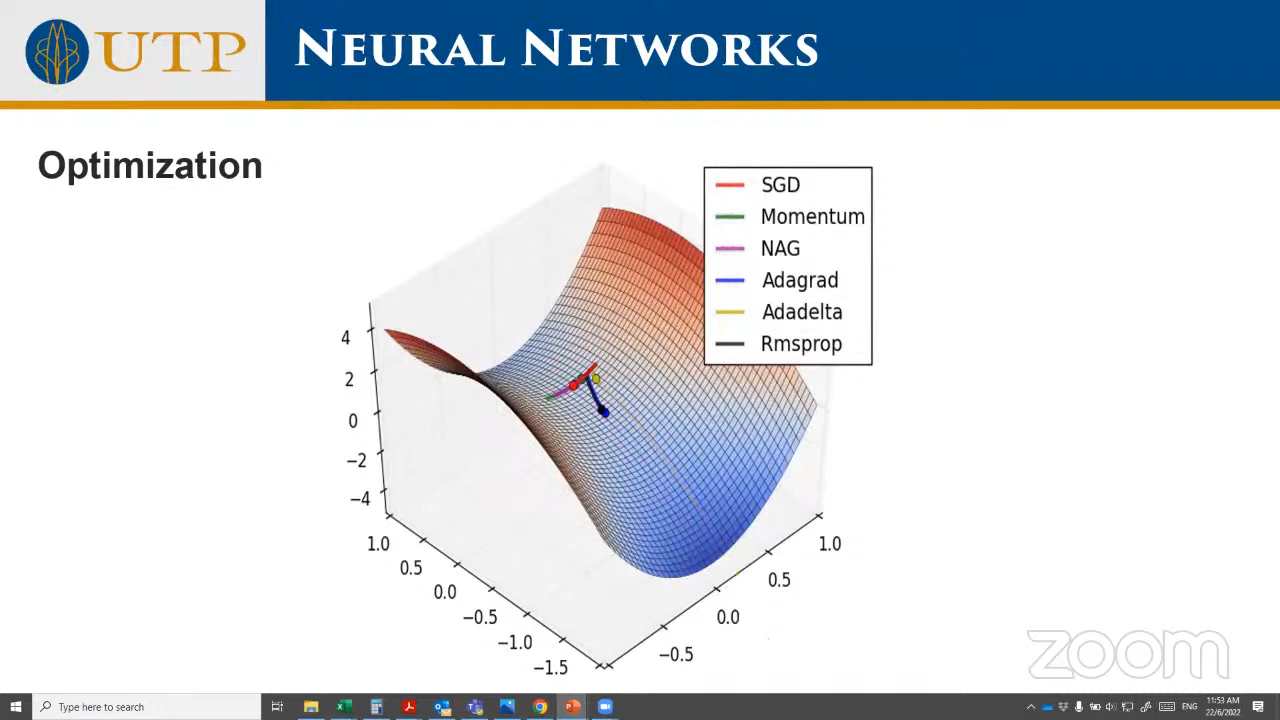 UTP
NEURAL NETWORKS
Optimization
SGD
Momentum
NAG
Adagrad
Adadelta
Rmsprop
4
2
0
−2
−4
1.0
0.5
0.0
−0.5
−1.0
−1.5
−0.5
0.0
0.5
1.0
zoom
Type here to search
ENG
11:53 AM
22/6/2022